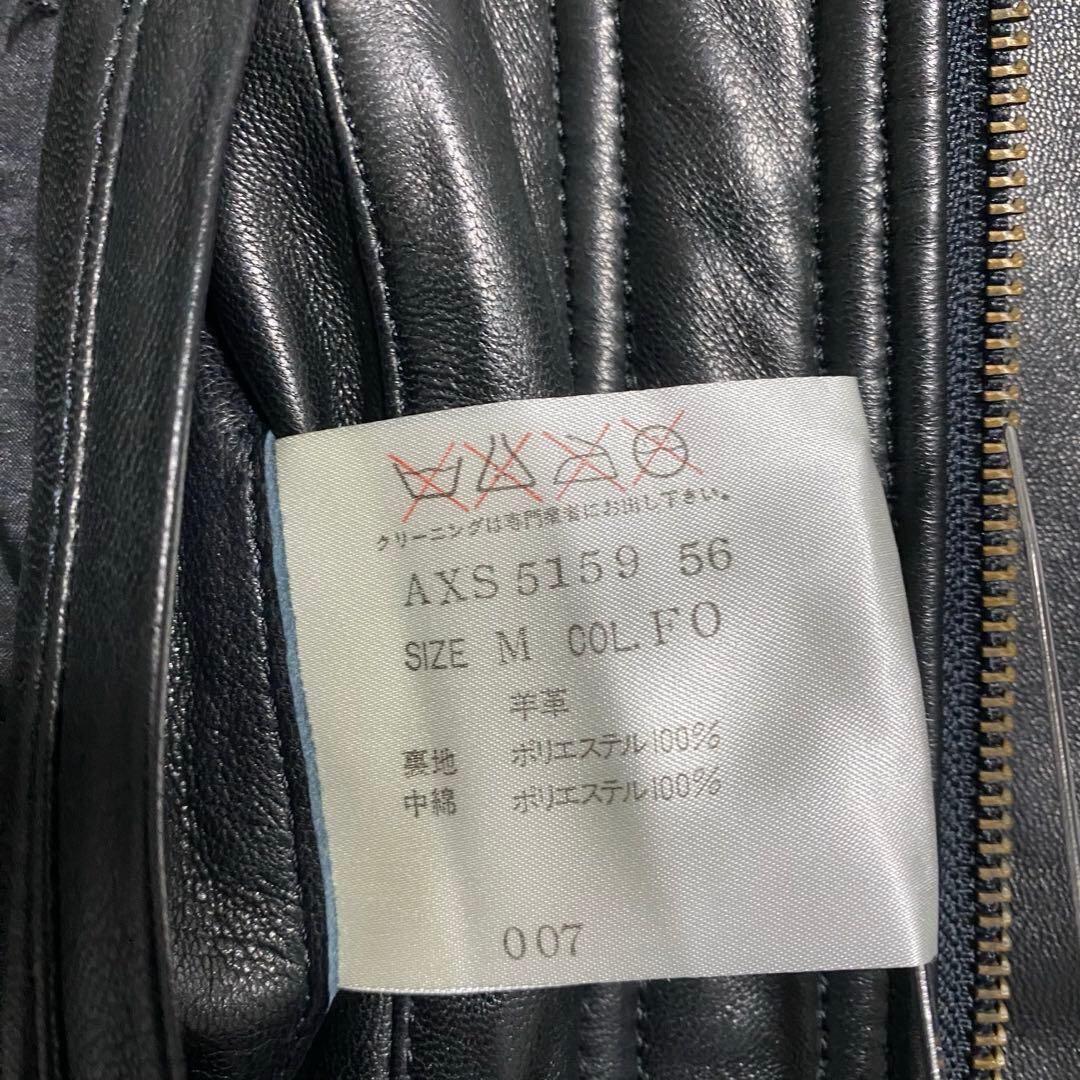 クリーニングは専門業者にお出し下さい。
AXS 5159 56
SIZE M COL. FO
羊革
裏地 ポリエステル100%
中綿 ポリエステル100%
007